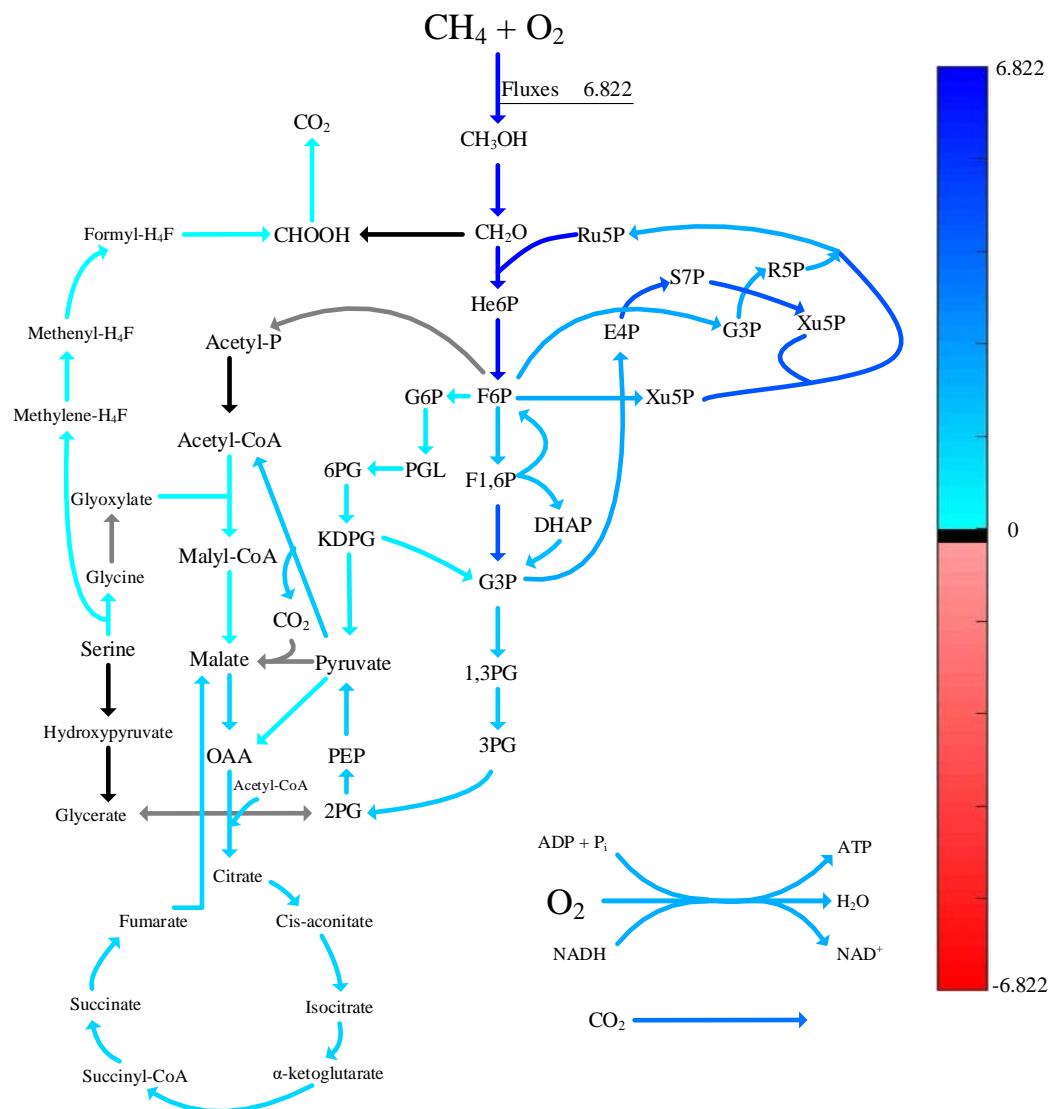 CH₄ + O₂
6.822
Fluxes 6.822
CO₂
CH₃OH
Formyl-H₄F
CHOOH
CH₂O
Ru5P
S7P
R5P
He6P
Methenyl-H₄F
Acetyl-P
E4P
G3P
Xu5P
G6P
F6P
Xu5P
Methylene-H₄F
Acetyl-CoA
6PG
PGL
F1,6P
Glyoxylate
DHAP
0
KDPG
Malyl-CoA
Glycine
G3P
CO₂
Serine
Malate
Pyruvate
1,3PG
Hydroxypyruvate
3PG
OAA
PEP
Acetyl-CoA
Glycerate
2PG
ADP + Pᵢ
ATP
Citrate
O₂
H₂O
Fumarate
Cis-aconitate
NADH
NAD⁺
-6.822
Succinate
Isocitrate
CO₂
Succinyl-CoA
α-ketoglutarate